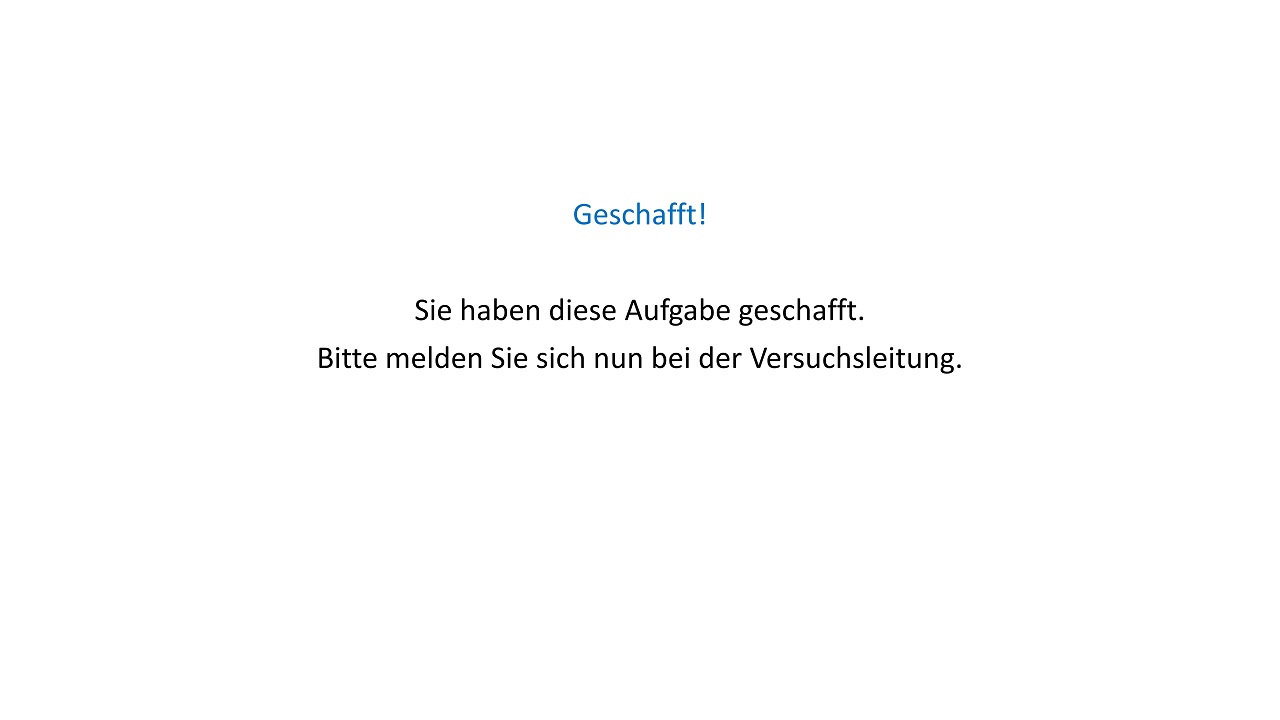 Geschafft!
Sie haben diese Aufgabe geschafft.
Bitte melden Sie sich nun bei der Versuchsleitung.